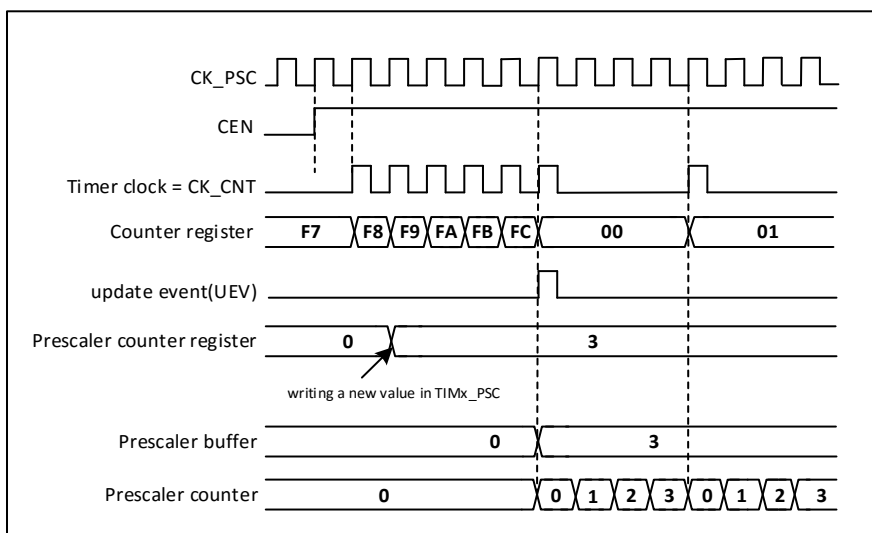 CK_PSC
CEN
Timer clock = CK_CNT
Counter register F7 F8 F9 FA FB FC 00 01
update event(UEV)
Prescaler counter register 0 3
writing a new value in TIMx_PSC
Prescaler buffer 0 3
Prescaler counter 0 0 1 2 3 0 1 2 3